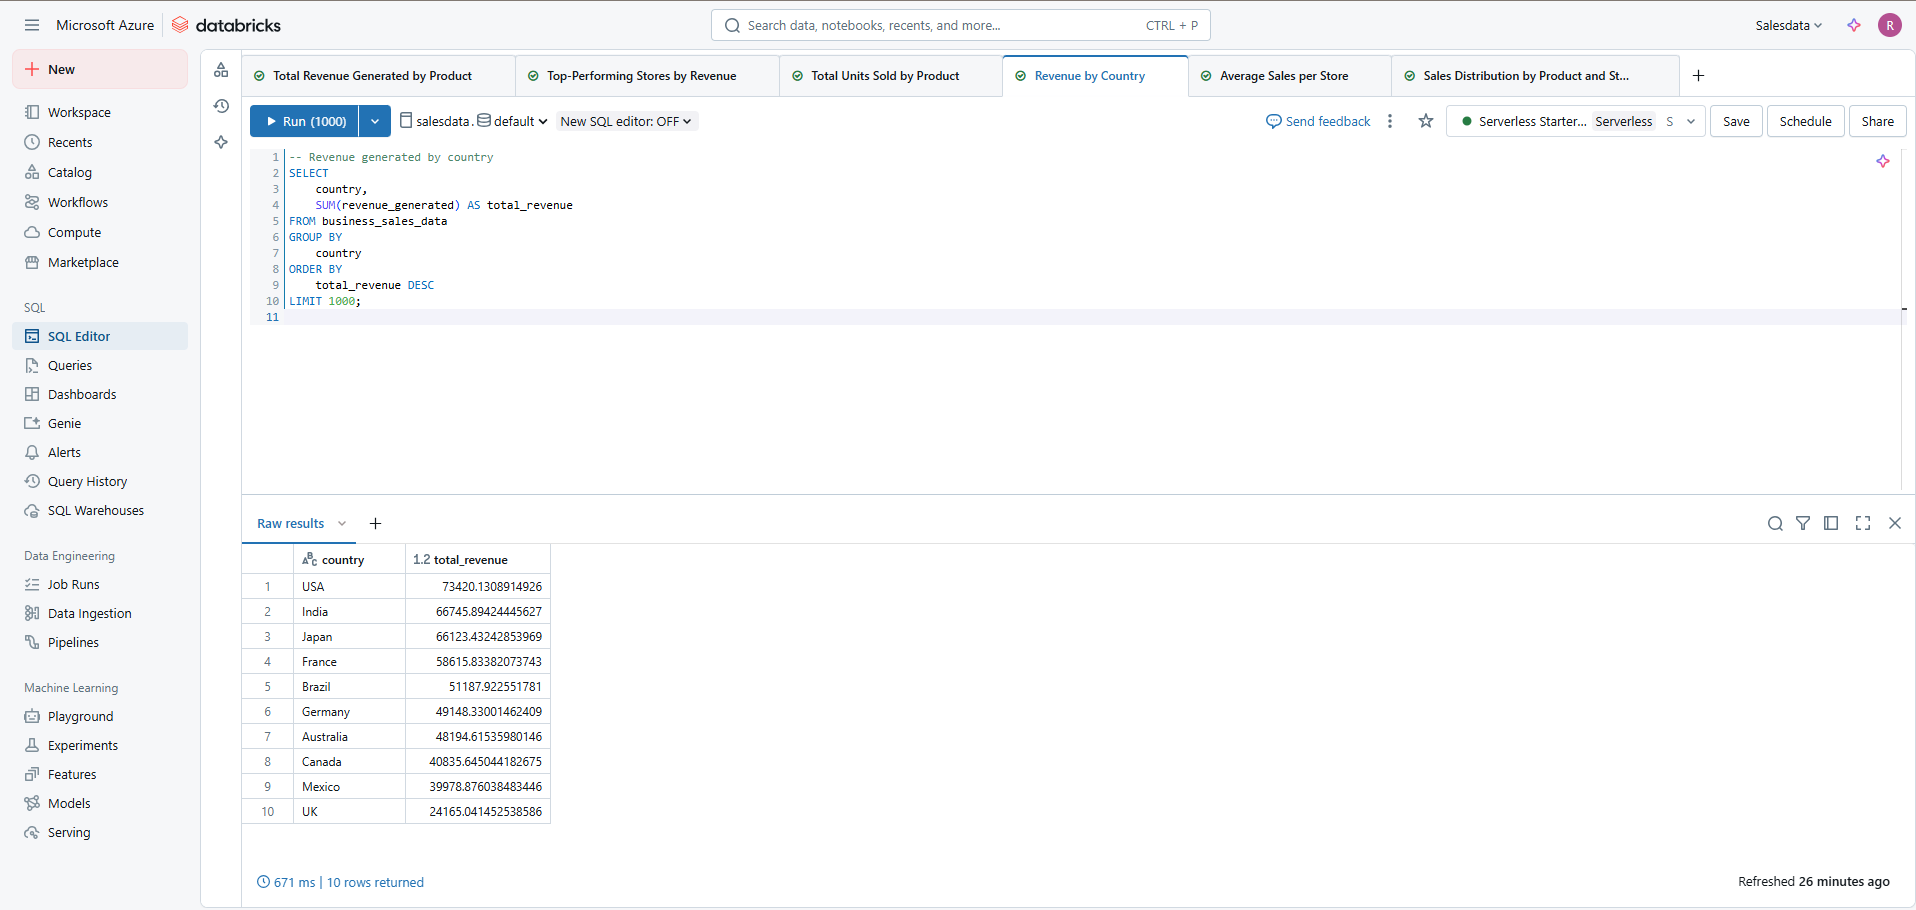 Microsoft Azure
databricks
Search data, notebooks, recents, and more...
CTRL + P
Salesdata
R
New
Workspace
Recents
Catalog
Workflows
Compute
Marketplace
SQL
SQL Editor
Queries
Dashboards
Genie
Alerts
Query History
SQL Warehouses
Data Engineering
Job Runs
Data Ingestion
Pipelines
Machine Learning
Playground
Experiments
Features
Models
Serving
Total Revenue Generated by Product
Top-Performing Stores by Revenue
Total Units Sold by Product
Revenue by Country
Average Sales per Store
Sales Distribution by Product and St...
Run (1000)
salesdata. default
New SQL editor: OFF
Send feedback
Serverless Starter... Serverless S
Save
Schedule
Share
1 -- Revenue generated by country
2 SELECT
3 country,
4 SUM(revenue_generated) AS total_revenue
5 FROM business_sales_data
6 GROUP BY
7 country
8 ORDER BY
9 total_revenue DESC
10 LIMIT 1000;
11
Raw results
country 1.2 total_revenue
1 USA 73420.1308914926
2 India 66745.89424445627
3 Japan 66123.43242853969
4 France 58615.83382073743
5 Brazil 51187.922551781
6 Germany 49148.33001462409
7 Australia 48194.61535980146
8 Canada 40835.645044182675
9 Mexico 39978.876038483446
10 UK 24165.041452538586
671 ms | 10 rows returned
Refreshed 26 minutes ago